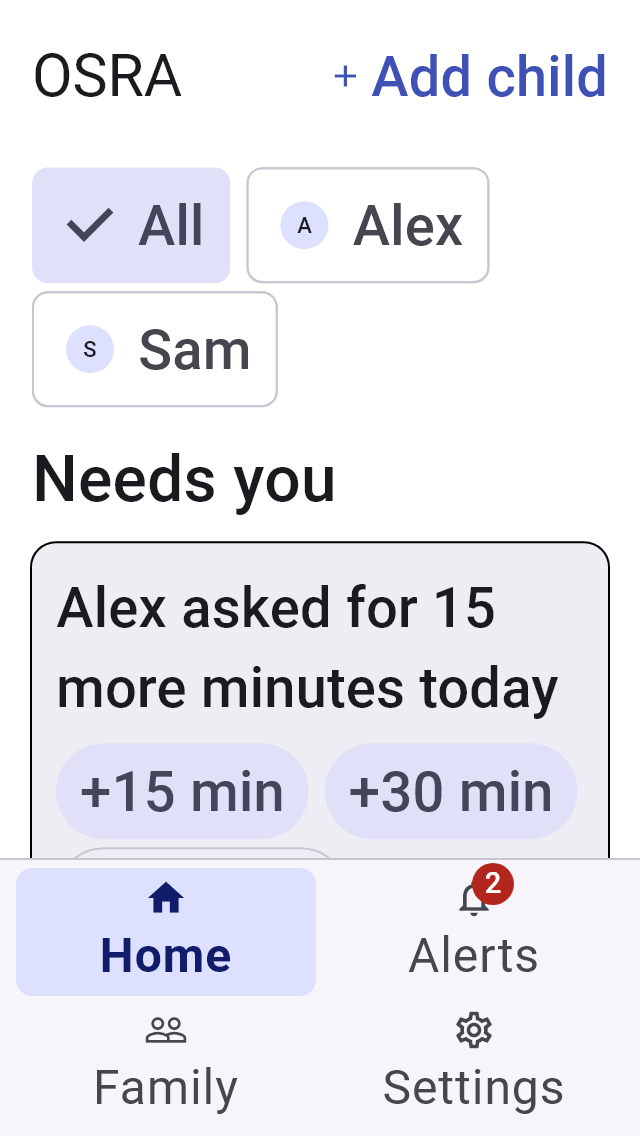 OSRA
+ Add child
All
A Alex
S Sam
Needs you
Alex asked for 15
more minutes today
+15 min
+30 min
2
Home
Alerts
Family
Settings